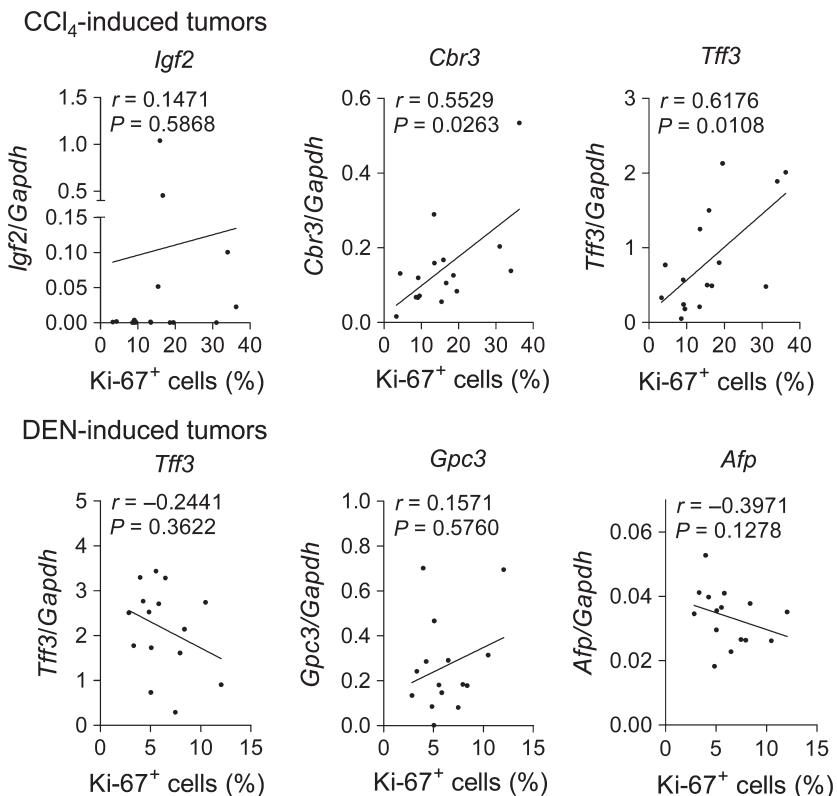 CCl₄-induced tumors
Igf2
Cbr3
Tff3
r = 0.1471
P = 0.5868
1.5
1.0
0.5
0.15
0.10
0.05
0.00
Igf2/Gapdh
0 10 20 30 40
Ki-67⁺ cells (%)
r = 0.5529
P = 0.0263
0.6
0.4
0.2
0.0
Cbr3/Gapdh
0 10 20 30 40
Ki-67⁺ cells (%)
r = 0.6176
P = 0.0108
3
2
1
0
Tff3/Gapdh
0 10 20 30 40
Ki-67⁺ cells (%)
DEN-induced tumors
Tff3
Gpc3
Afp
r = –0.2441
P = 0.3622
5
4
3
2
1
0
Tff3/Gapdh
0 5 10 15
Ki-67⁺ cells (%)
r = 0.1571
P = 0.5760
1.0
0.8
0.6
0.4
0.2
0.0
Gpc3/Gapdh
0 5 10 15
Ki-67⁺ cells (%)
r = –0.3971
P = 0.1278
0.06
0.04
0.02
0.00
Afp/Gapdh
0 5 10 15
Ki-67⁺ cells (%)